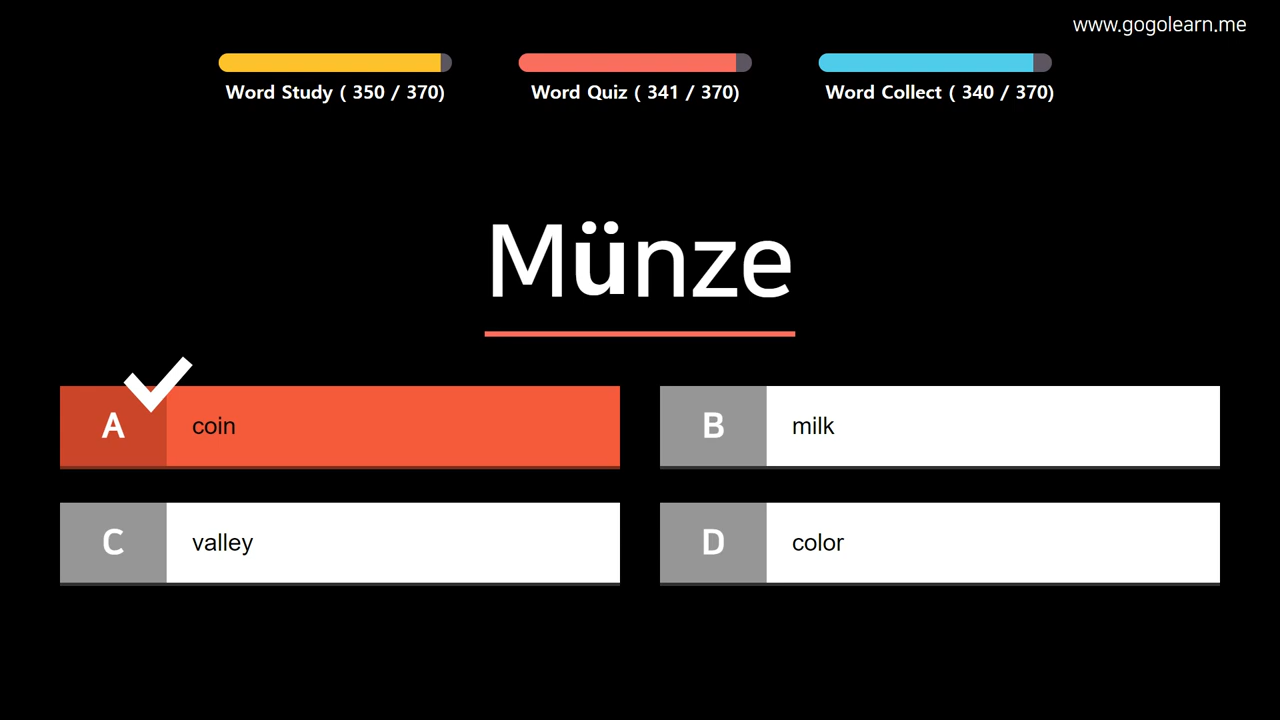 www.gogolearn.me
Word Study ( 350 / 370)
Word Quiz ( 341 / 370)
Word Collect ( 340 / 370)
Münze
A coin
B milk
C valley
D color